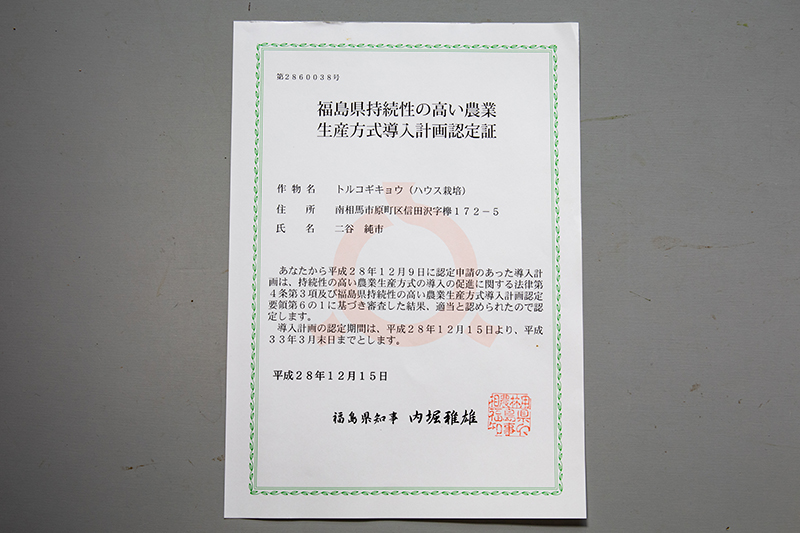 第２８６００３８号
福島県持続性の高い農業
生産方式導入計画認定証
作物名　トルコギキョウ（ハウス栽培）
住　所　南相馬市原町区信田沢字欅１７２－５
氏　名　二谷　純市
あなたから平成２８年１２月９日に認定申請のあった導入計
画は、持続性の高い農業生産方式の導入の促進に関する法律第
４条第３項及び福島県持続性の高い農業生産方式導入計画認定
要領第６の１に基づき審査した結果、適当と認められたので認
定します。
導入計画の認定期間は、平成２８年１２月１５日より、平成
３３年３月末日までとします。
平成２８年１２月１５日
福島県知事　内堀雅雄